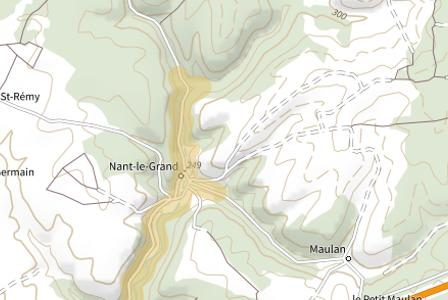 300
St-Rémy
Nant-le-Grand
249
ermain
Maulan
le Petit Maulan